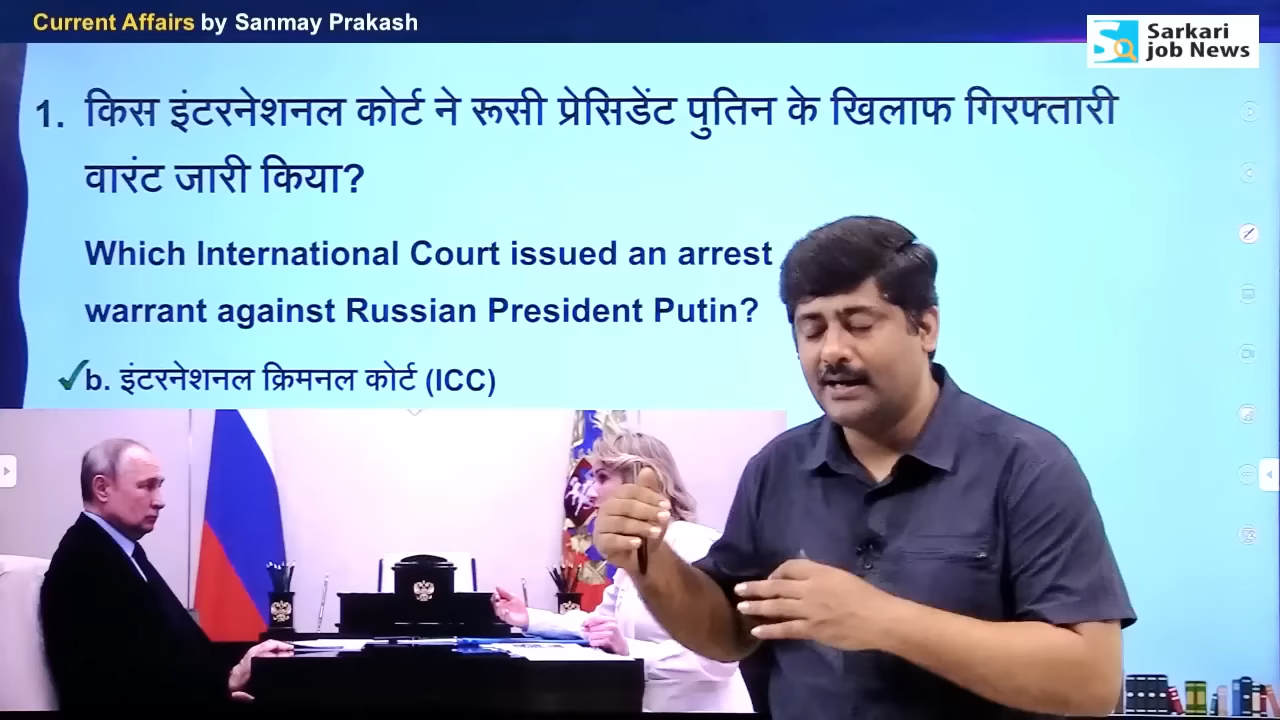 Current Affairs by Sanmay Prakash
Sarkari
job News
1. किस इंटरनेशनल कोर्ट ने रूसी प्रेसिडेंट पुतिन के खिलाफ गिरफ्तारी
वारंट जारी किया?
Which International Court issued an arrest
warrant against Russian President Putin?
✓b. इंटरनेशनल क्रिमनल कोर्ट (ICC)